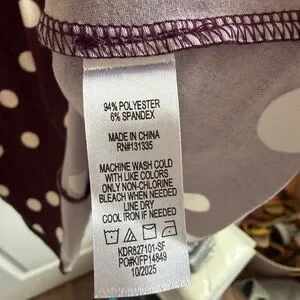 94% POLYESTER
6% SPANDEX
MADE IN CHINA
RN#131335
MACHINE WASH COLD
WITH LIKE COLORS
ONLY NON-CHLORINE
BLEACH WHEN NEEDED
LINE DRY
COOL IRON IF NEEDED
KDR827101-SF
PO#KIFP14849
10/2025